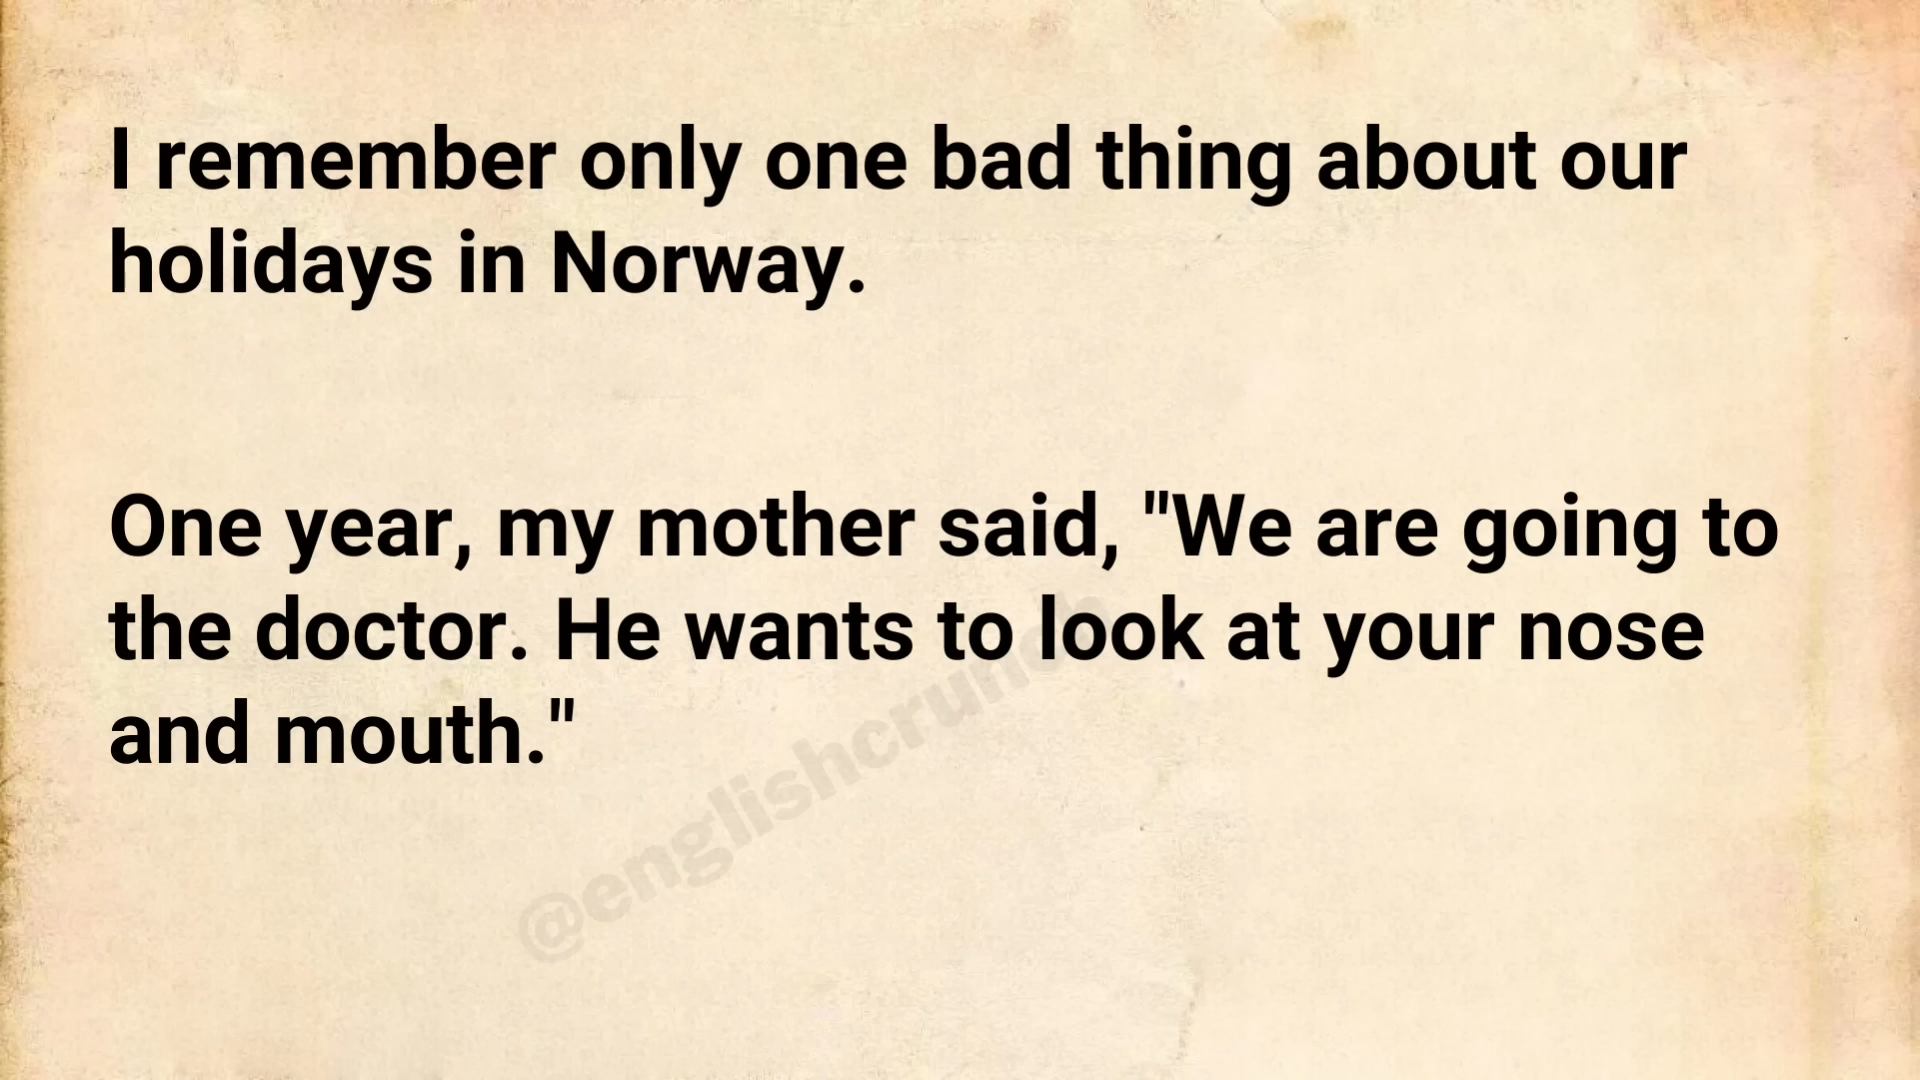 I remember only one bad thing about our
holidays in Norway.
One year, my mother said, "We are going to
the doctor. He wants to look at your nose
and mouth."
@englishcrunch